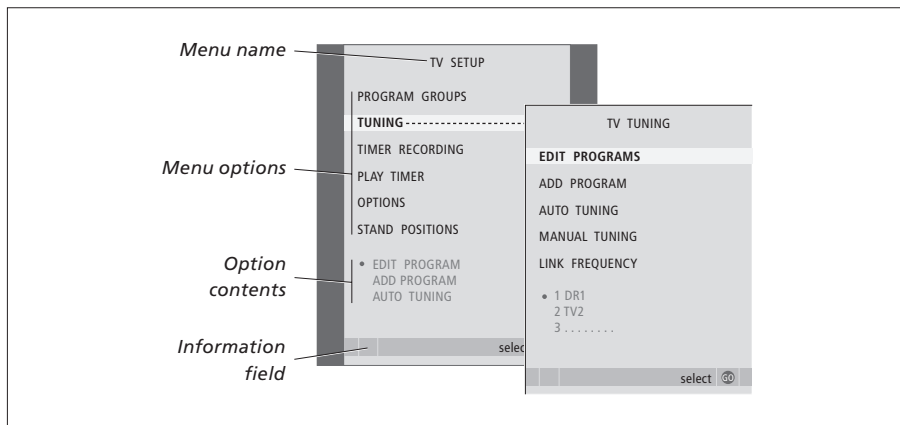 Menu name
TV SETUP
PROGRAM GROUPS
TUNING
TIMER RECORDING
Menu options
PLAY TIMER
OPTIONS
STAND POSITIONS
Option
contents
• EDIT PROGRAM
ADD PROGRAM
AUTO TUNING
Information
field
selec
TV TUNING
EDIT PROGRAMS
ADD PROGRAM
AUTO TUNING
MANUAL TUNING
LINK FREQUENCY
• 1 DR1
2 TV2
3 . . . . . . . .
select GO